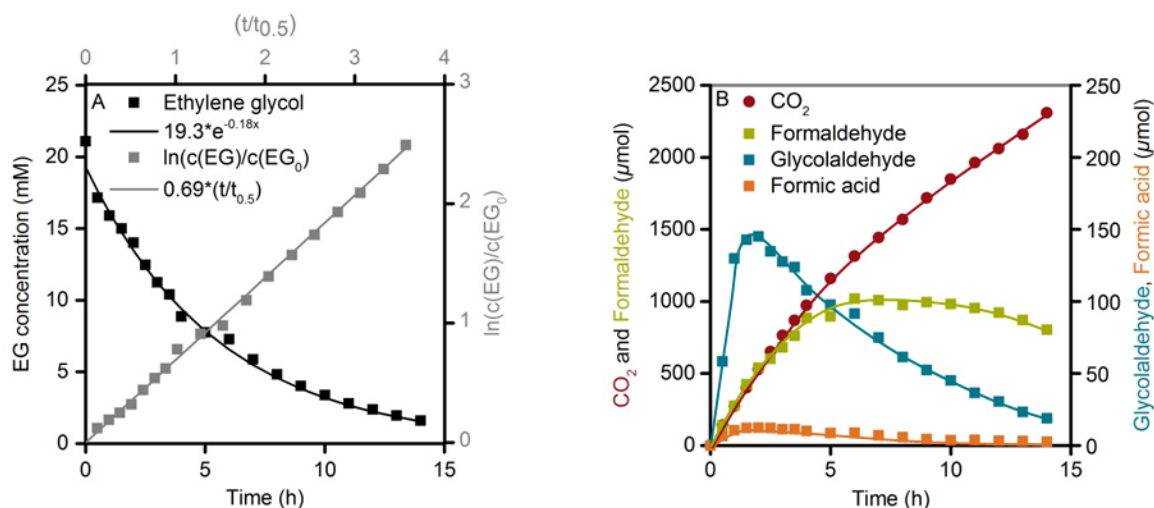 (t/t0.5)
0 1 2 3 4
A
Ethylene glycol
19.3*e-0.18x
ln(c(EG)/c(EG0)
0.69*(t/t0.5)
25
20
15
10
5
0
EG concentration (mM)
3
2
1
0
ln(c(EG)/c(EG0)
0 5 10 15
Time (h)
B
CO2
Formaldehyde
Glycolaldehyde
Formic acid
2500
2000
1500
1000
500
0
CO2 and Formaldehyde (µmol)
250
200
150
100
50
0
Glycolaldehyde, Formic acid (µmol)
0 5 10 15
Time (h)